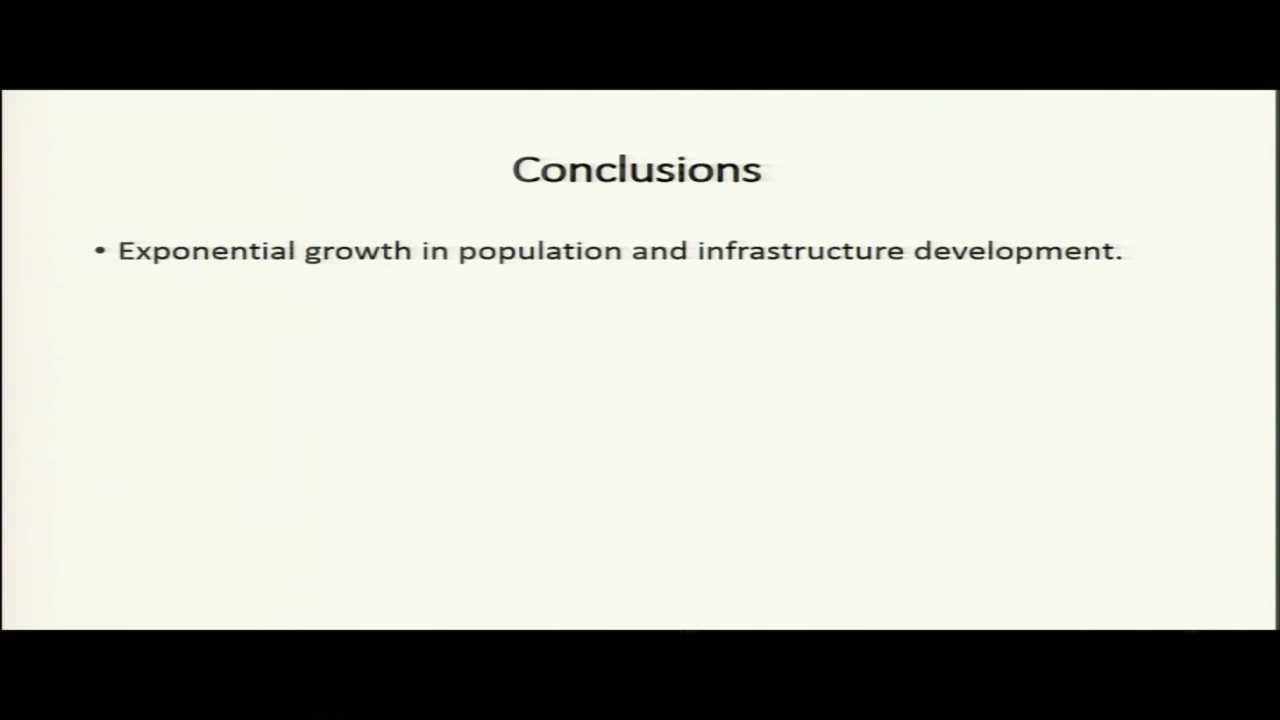 Conclusions
• Exponential growth in population and infrastructure development.